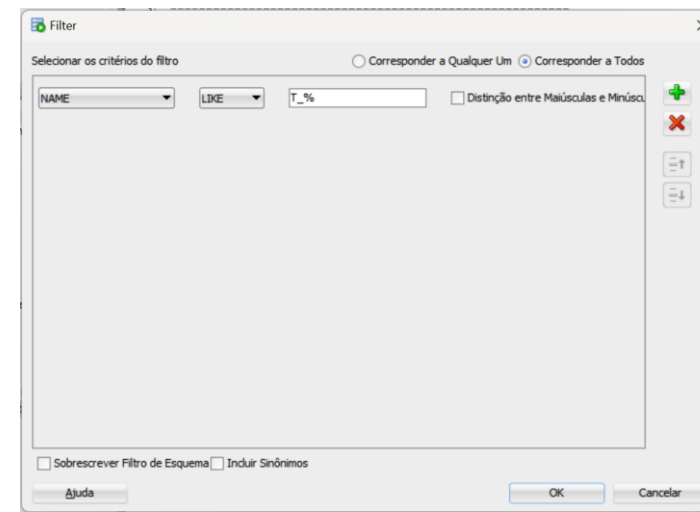 Filter
Selecionar os critérios do filtro
Corresponder a Qualquer Um Corresponder a Todos
NAME LIKE T_% Distinção entre Maiúsculas e Minúscu
Sobrescrever Filtro de Esquema Incluir Sinônimos
Ajuda OK Cancelar